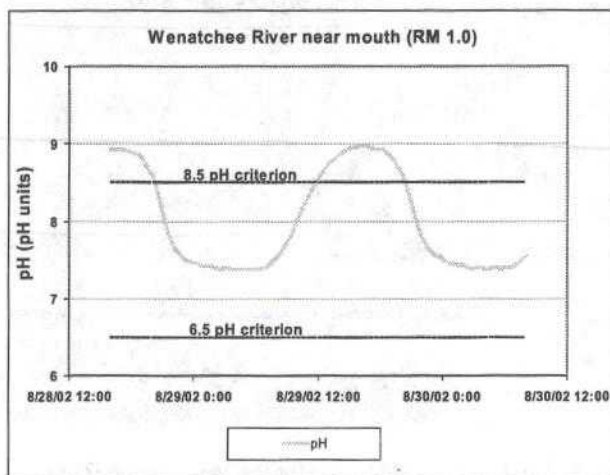 Wenatchee River near mouth (RM 1.0)
10
9
8
7
6
pH (pH units)
8.5 pH criterion
6.5 pH criterion
8/28/02 12:00
8/29/02 0:00
8/29/02 12:00
8/30/02 0:00
8/30/02 12:00
pH